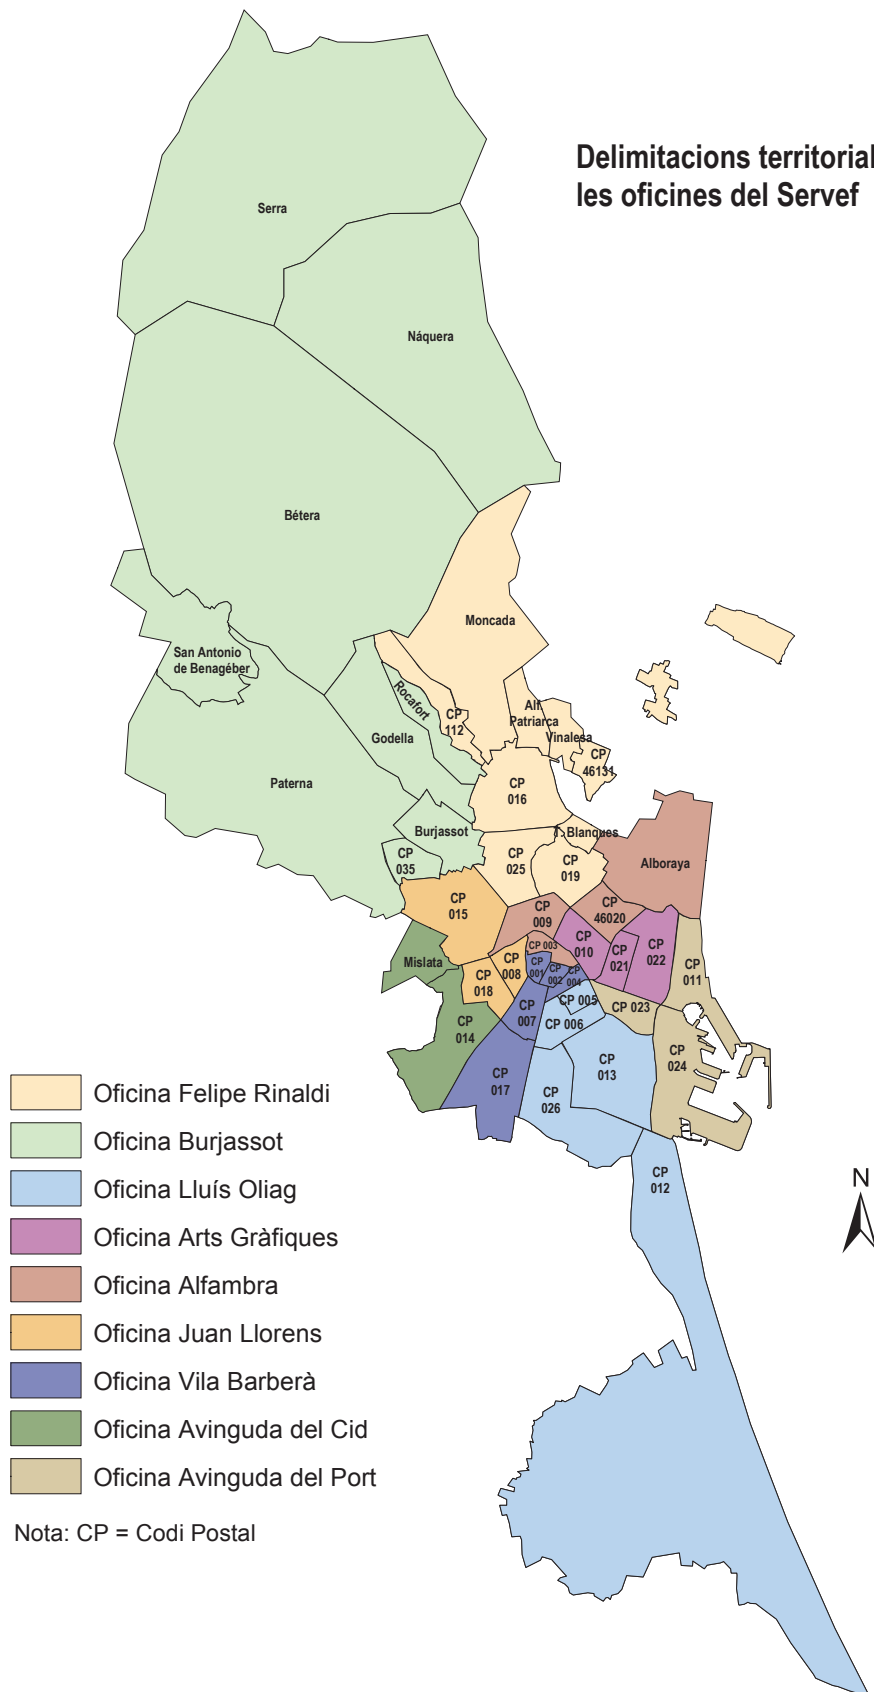 Delimitacions territorial
les oficines del Servef
Serra
Náquera
Bétera
Moncada
San Antonio
de Benagéber
Rocafort
CP
112
Alf.
Patriarca
Vinalesa
Godella
CP
46131
Paterna
CP
016
Burjassot
T. Blanques
CP
035
CP
025
CP
019
Alboraya
CP
015
CP
009
CP
46020
CP
010
CP
021
CP
022
CP 003
Mislata
CP
008
CP
001
CP
002
CP
004
CP
011
CP
018
CP 005
CP 023
CP
007
CP
014
CP 006
CP
013
CP
024
CP
017
CP
026
CP
012
N
Oficina Felipe Rinaldi
Oficina Burjassot
Oficina Lluís Oliag
Oficina Arts Gràfiques
Oficina Alfambra
Oficina Juan Llorens
Oficina Vila Barberà
Oficina Avinguda del Cid
Oficina Avinguda del Port
Nota: CP = Codi Postal